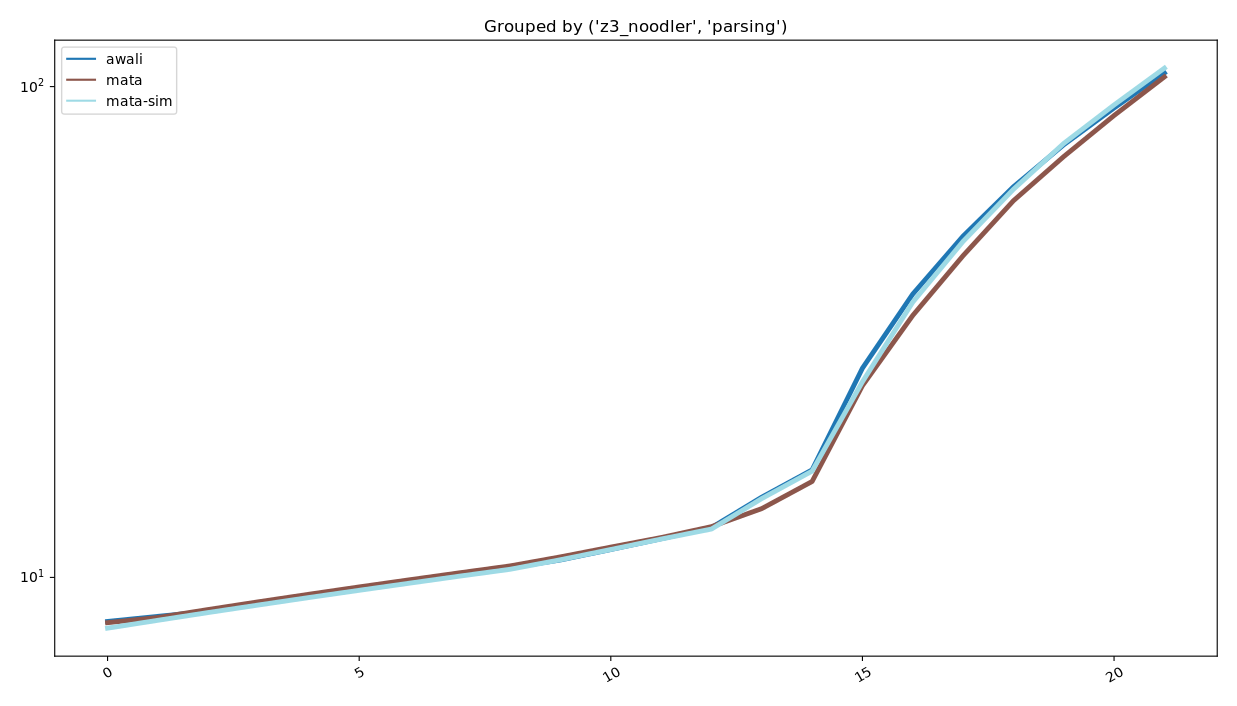 Grouped by ('z3_noodler', 'parsing')
awali
mata
mata-sim
10²
10¹
0
5
10
15
20